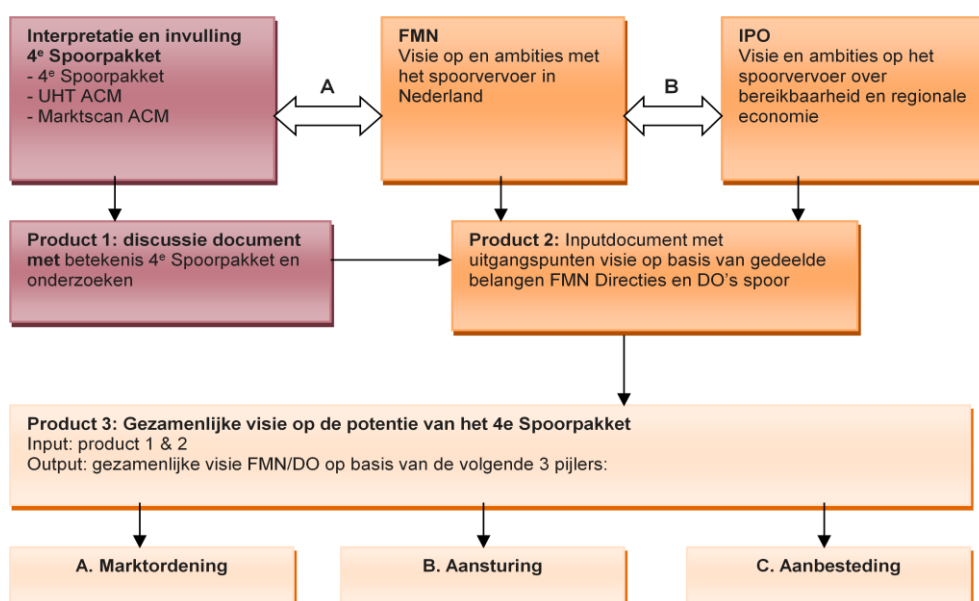 Interpretatie en invulling
4e Spoorpakket
- 4e Spoorpakket
- UHT ACM
- Marktscan ACM
A
FMN
Visie op en ambities met
het spoorvervoer in
Nederland
B
IPO
Visie en ambities op het
spoorvervoer over
bereikbaarheid en regionale
economie
Product 1: discussie document
met betekenis 4e Spoorpakket en
onderzoeken
Product 2: Inputdocument met
uitgangspunten visie op basis van gedeelde
belangen FMN Directies en DO's spoor
Product 3: Gezamenlijke visie op de potentie van het 4e Spoorpakket
Input: product 1 & 2
Output: gezamenlijke visie FMN/DO op basis van de volgende 3 pijlers:
A. Marktordening
B. Aansturing
C. Aanbesteding